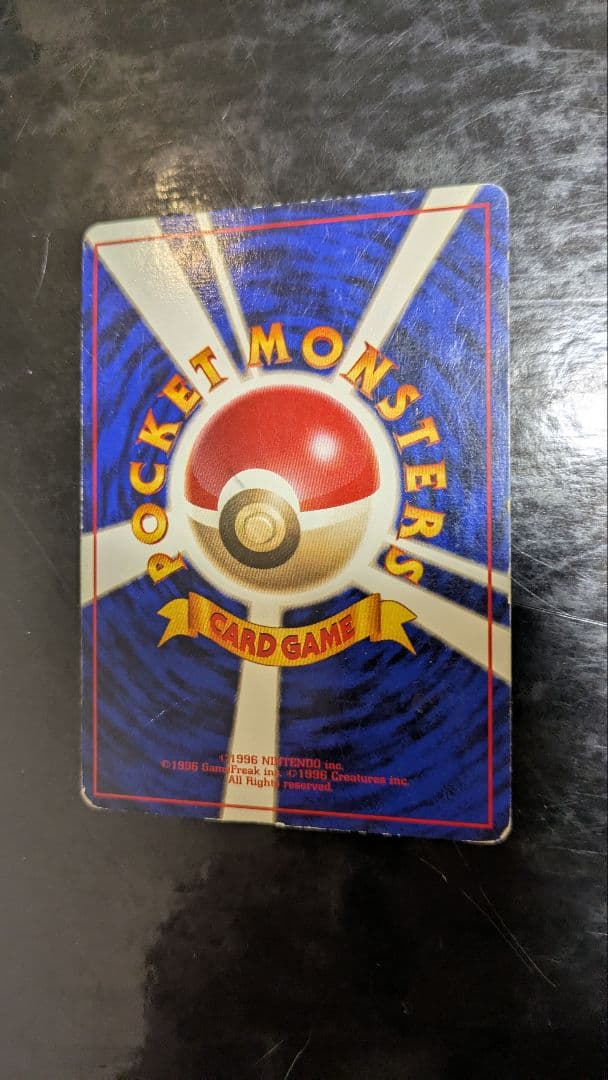 POCKET MONSTERS
CARD GAME
©1996 NINTENDO inc.
©1996 GameFreak inc. ©1996 Creatures inc.
All Rights reserved.